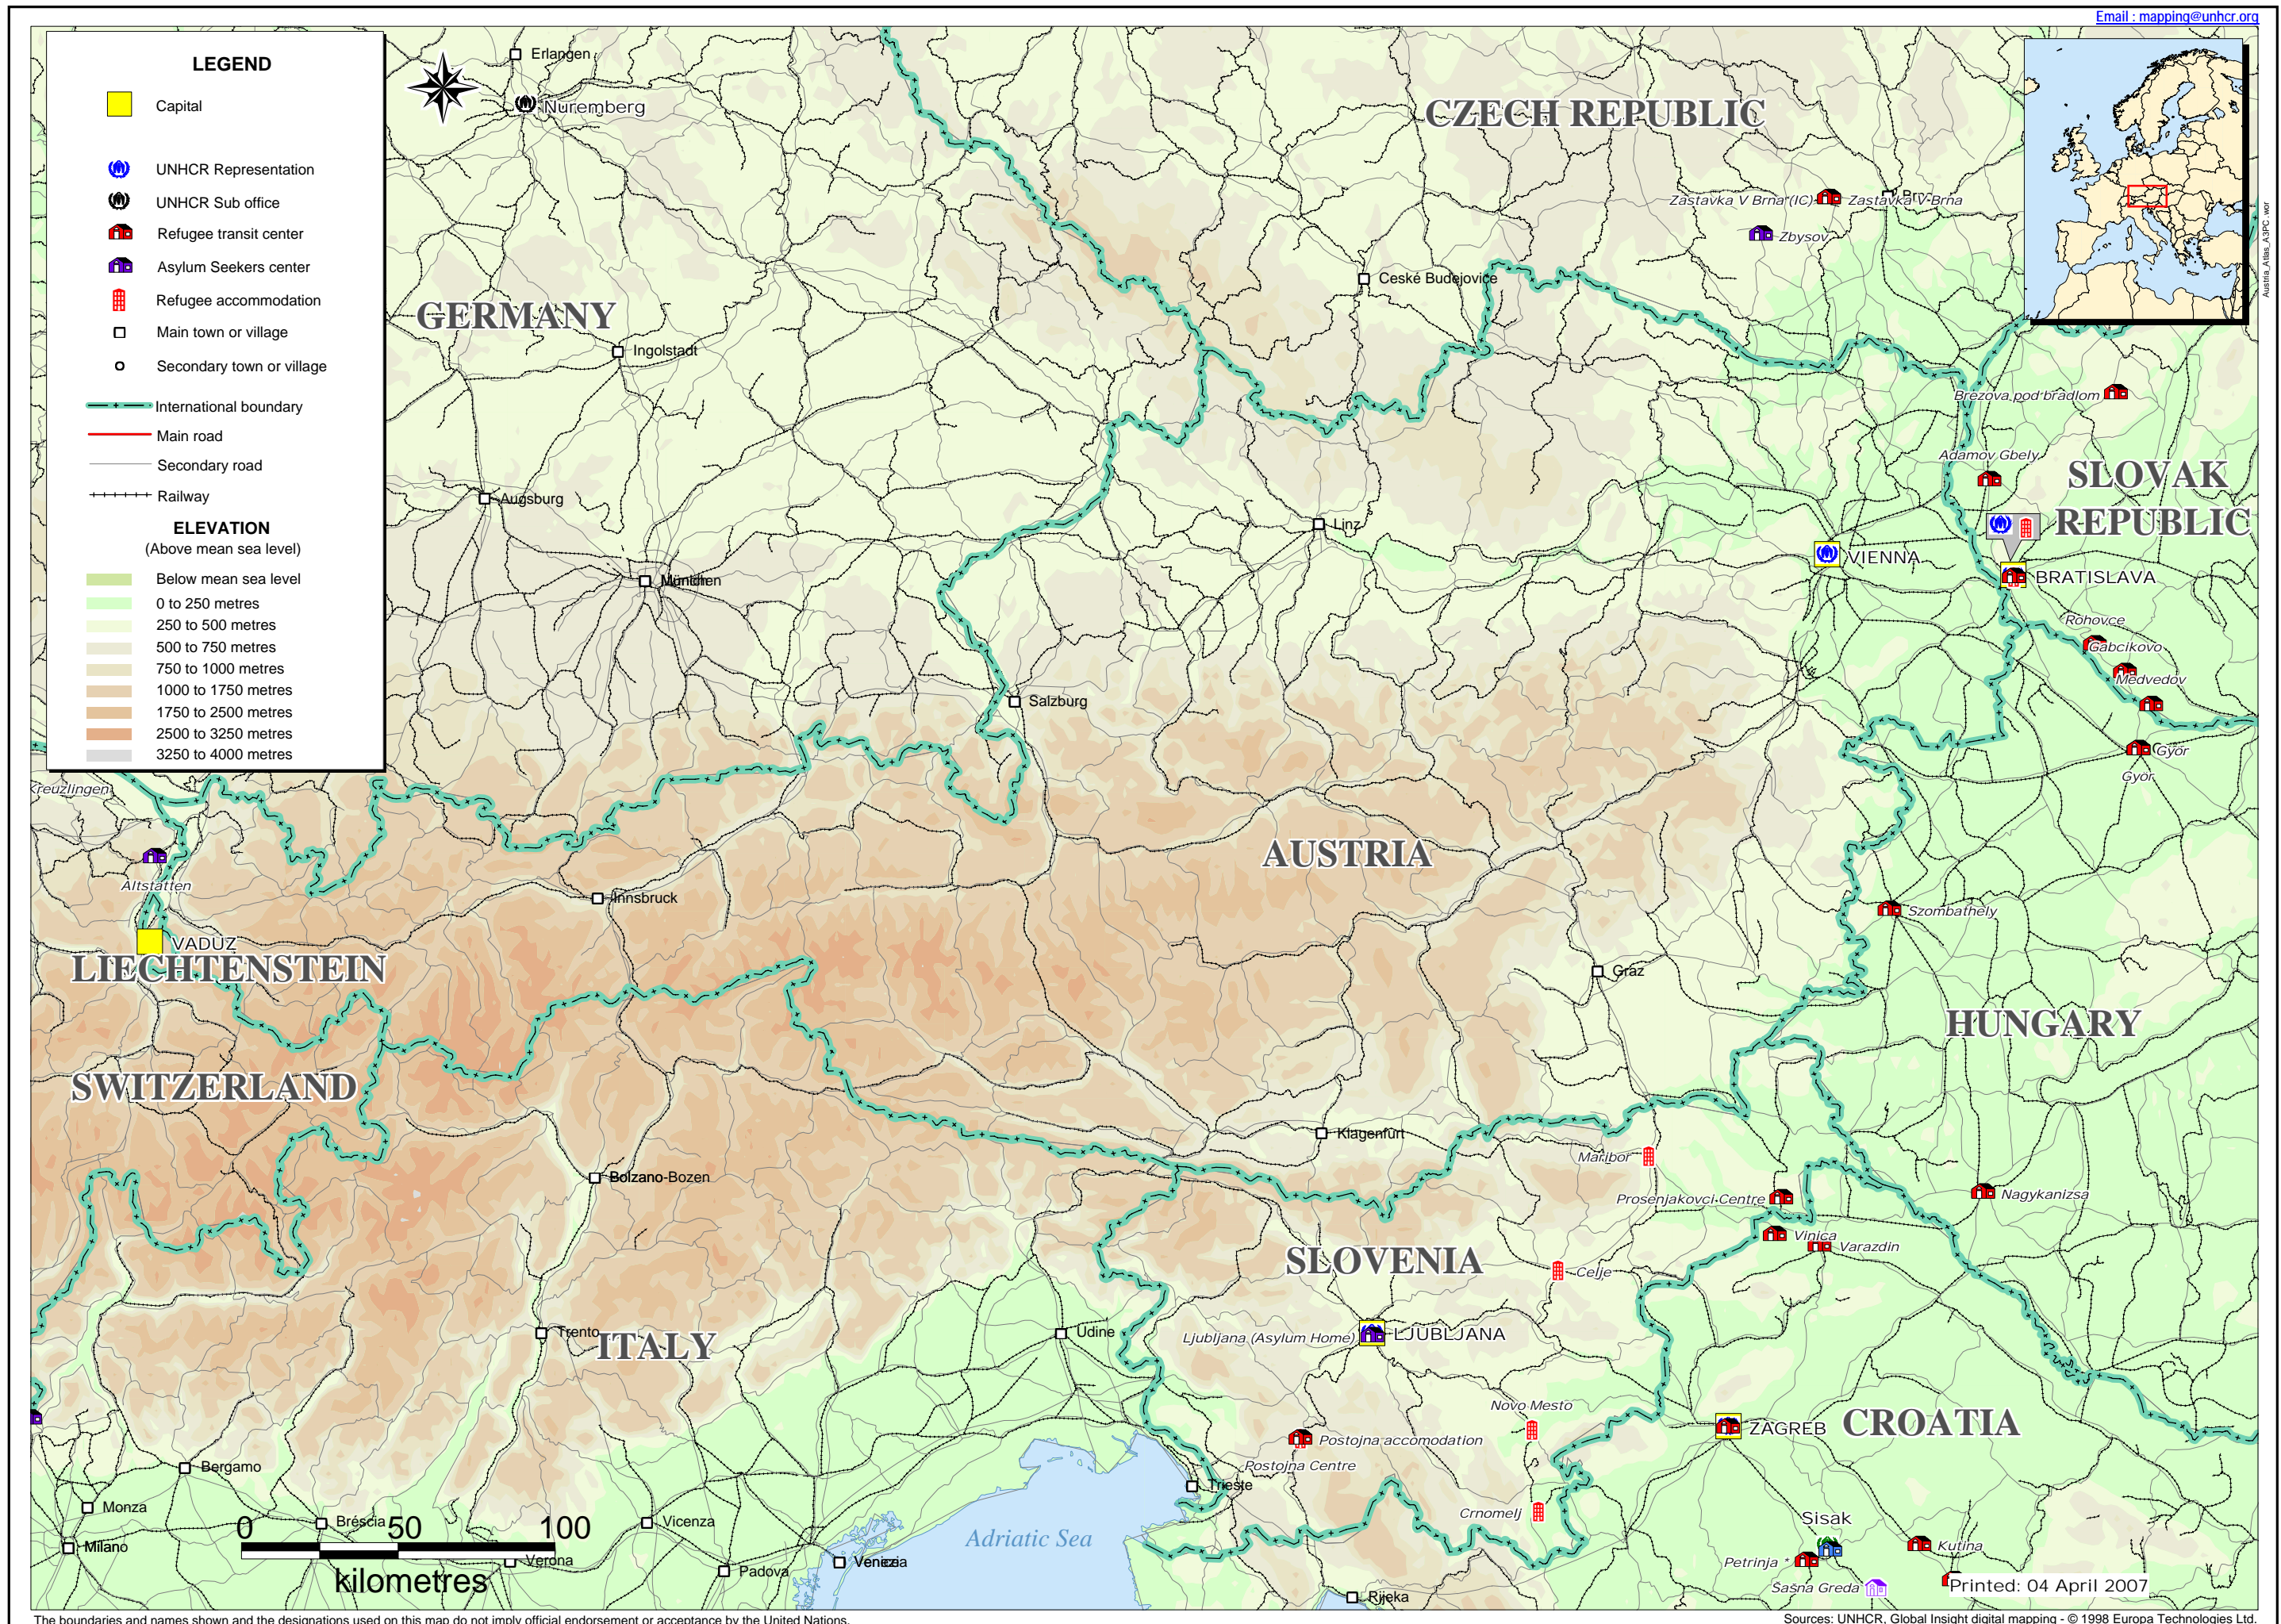 Email : mapping@unhcr.org
LEGEND
Capital
UNHCR Representation
UNHCR Sub office
Refugee transit center
Asylum Seekers center
Refugee accommodation
Main town or village
Secondary town or village
International boundary
Main road
Secondary road
Railway
ELEVATION
(Above mean sea level)
Below mean sea level
0 to 250 metres
250 to 500 metres
500 to 750 metres
750 to 1000 metres
1000 to 1750 metres
1750 to 2500 metres
2500 to 3250 metres
3250 to 4000 metres
Erlangen
Nuremberg
CZECH REPUBLIC
Zastavka V Brna (IC)
Zastavka V Brna
Zbysov
Ceské Budejovice
GERMANY
Ingolstadt
Brezova pod bradlom
Adamov Gbely
SLOVAK
REPUBLIC
Augsburg
Linz
VIENNA
BRATISLAVA
München
Rohovce
Gabcikovo
Medvedov
Salzburg
Gyor
Gyor
Kreuzlingen
AUSTRIA
Altstatten
Innsbruck
Szombathely
VADUZ
LIECHTENSTEIN
Graz
HUNGARY
SWITZERLAND
Klagenfurt
Maribor
Bolzano-Bozen
Prosenjakovci Centre
Nagykanizsa
Vinica
Varazdin
SLOVENIA
Celje
Trento
ITALY
Udine
Ljubljana (Asylum Home)
LJUBLJANA
Novo Mesto
ZAGREB
CROATIA
Postojna accomodation
Postojna Centre
Bergamo
Trieste
Monza
Crnomelj
Bréscia
Vicenza
Adriatic Sea
Sisak
0 50 100
kilometres
Milano
Verona
Padova
Venezia
Kutina
Petrinja *
Sasna Greda
Rijeka
Printed: 04 April 2007
The boundaries and names shown and the designations used on this map do not imply official endorsement or acceptance by the United Nations.
Sources: UNHCR, Global Insight digital mapping - © 1998 Europa Technologies Ltd.
Austria_Atlas_A3PC .wor